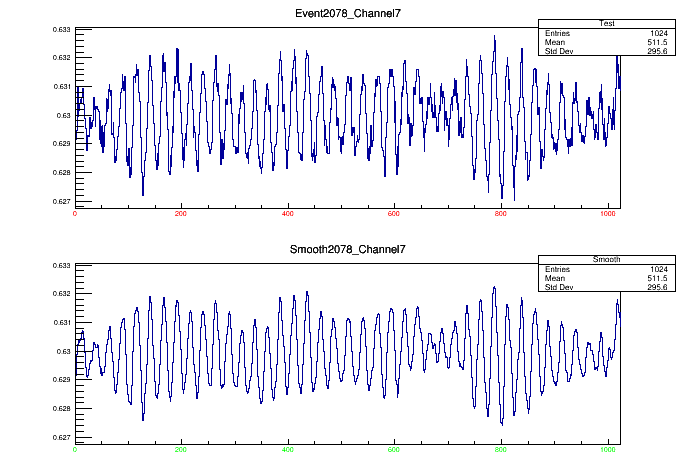 Event2078_Channel7
Test
Entries 1024
Mean 511.5
Std Dev 295.6
0.633
0.632
0.631
0.63
0.629
0.628
0.627
0 200 400 600 800 1000
Smooth2078_Channel7
Smooth
Entries 1024
Mean 511.5
Std Dev 295.6
0.633
0.632
0.631
0.63
0.629
0.628
0.627
0 200 400 600 800 1000